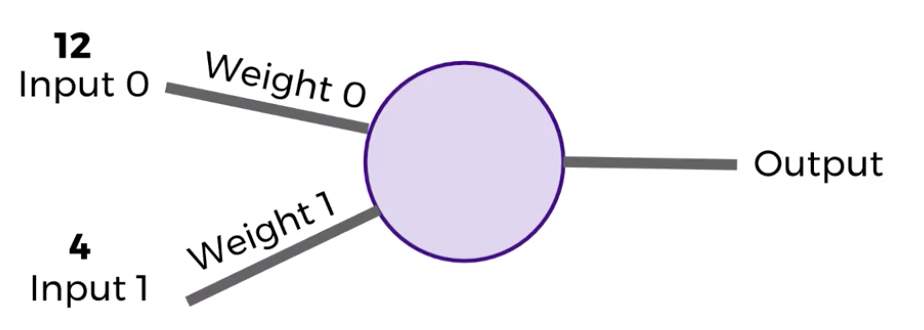 12
Input 0
Weight 0
Output
Weight 1
4
Input 1